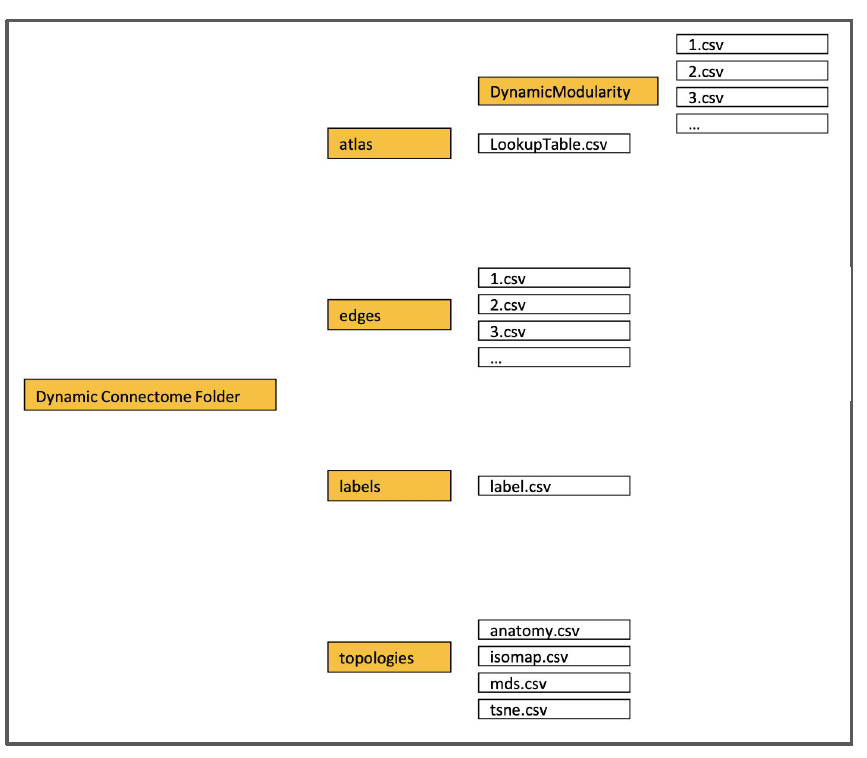 1.csv
2.csv
DynamicModularity
3.csv
...
atlas
LookupTable.csv
1.csv
2.csv
edges
3.csv
...
Dynamic Connectome Folder
labels
label.csv
anatomy.csv
topologies
isomap.csv
mds.csv
tsne.csv